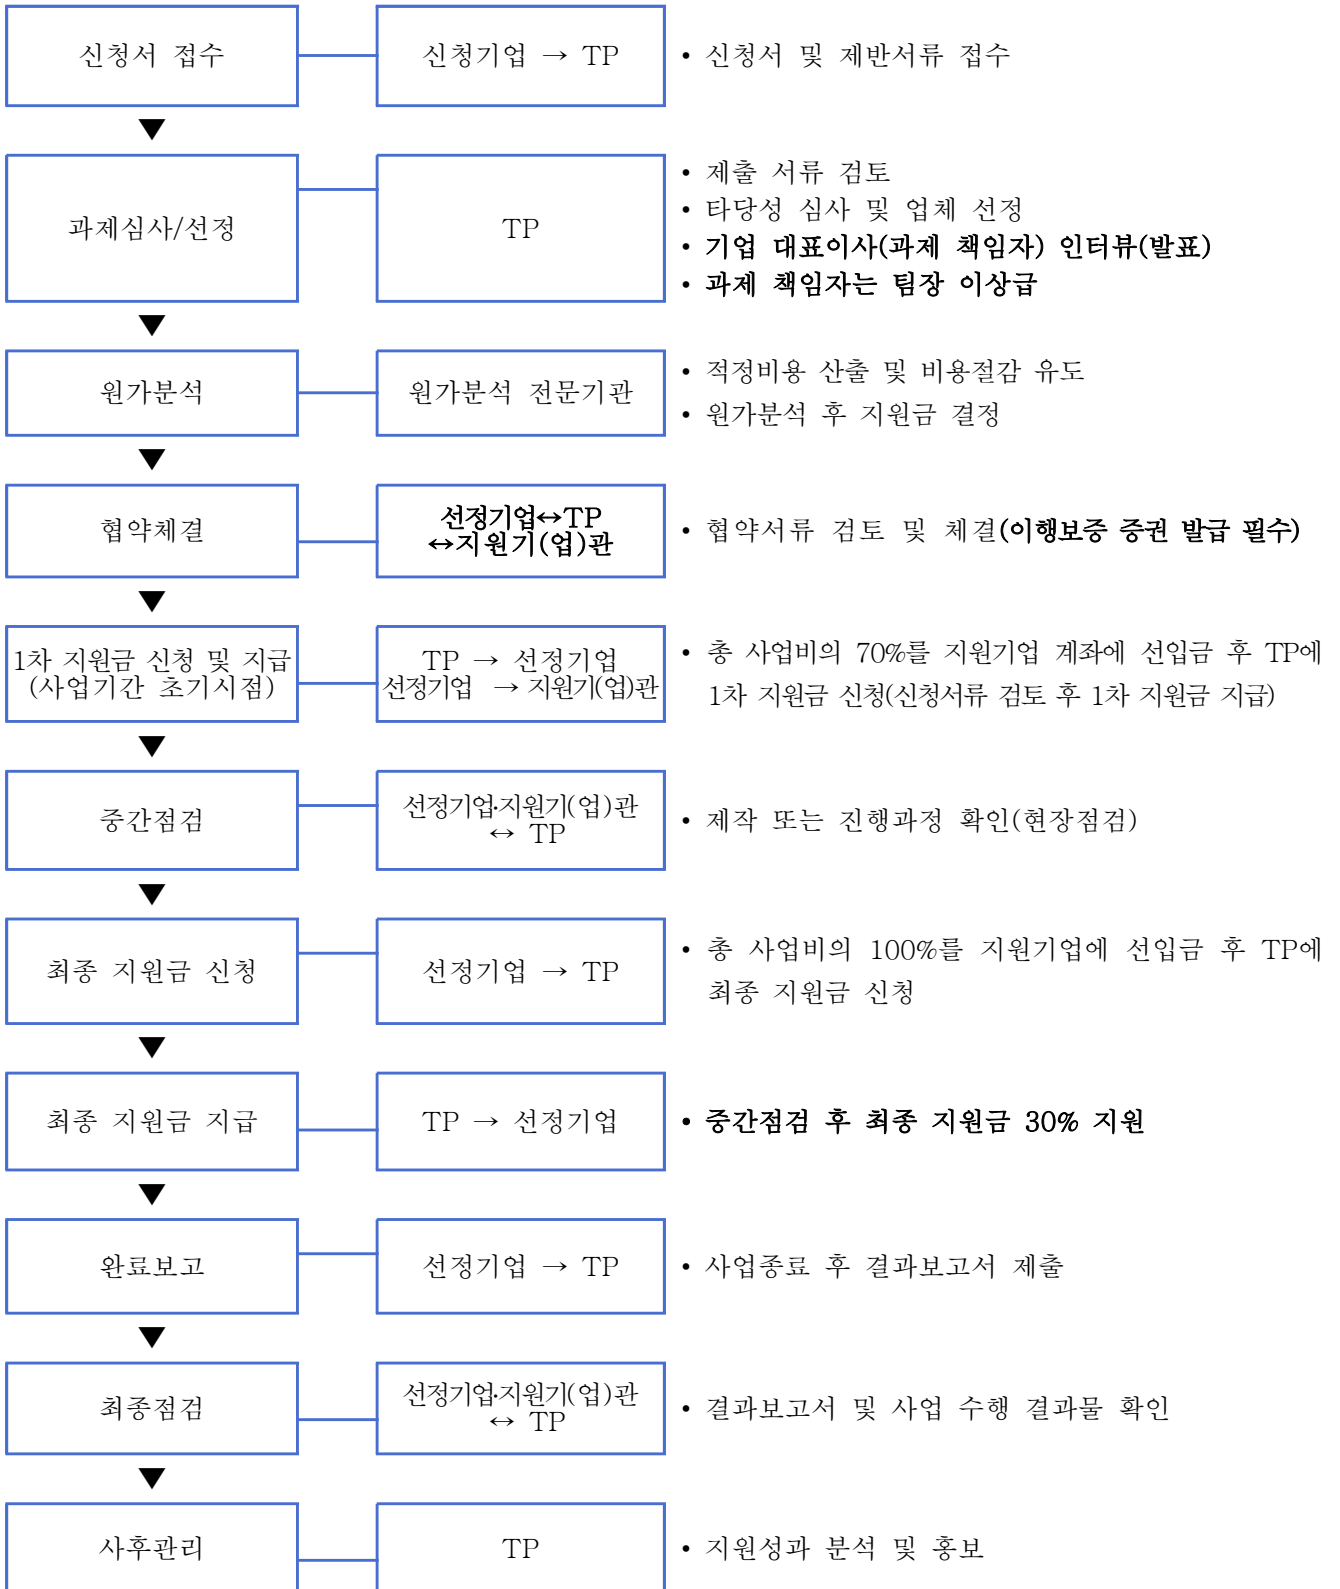 신청서 접수
신청기업 → TP
• 신청서 및 제반서류 접수
▼
과제심사/선정
TP
• 제출 서류 검토
• 타당성 심사 및 업체 선정
• 기업 대표이사(과제 책임자) 인터뷰(발표)
• 과제 책임자는 팀장 이상급
▼
원가분석
원가분석 전문기관
• 적정비용 산출 및 비용절감 유도
• 원가분석 후 지원금 결정
▼
협약체결
선정기업↔TP
↔지원기(업)관
• 협약서류 검토 및 체결(이행보증 증권 발급 필수)
▼
1차 지원금 신청 및 지급
(사업기간 초기시점)
TP → 선정기업
선정기업 → 지원기(업)관
• 총 사업비의 70%를 지원기업 계좌에 선입금 후 TP에
1차 지원금 신청(신청서류 검토 후 1차 지원금 지급)
▼
중간점검
선정기업·지원기(업)관
↔ TP
• 제작 또는 진행과정 확인(현장점검)
▼
최종 지원금 신청
선정기업 → TP
• 총 사업비의 100%를 지원기업에 선입금 후 TP에
최종 지원금 신청
▼
최종 지원금 지급
TP → 선정기업
• 중간점검 후 최종 지원금 30% 지원
▼
완료보고
선정기업 → TP
• 사업종료 후 결과보고서 제출
▼
최종점검
선정기업·지원기(업)관
↔ TP
• 결과보고서 및 사업 수행 결과물 확인
▼
사후관리
TP
• 지원성과 분석 및 홍보